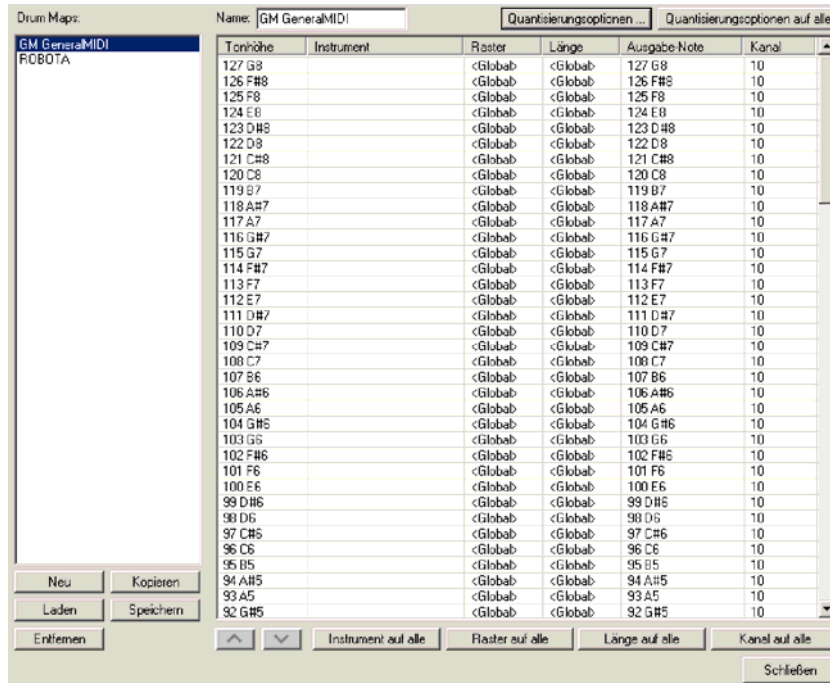 Drum Maps: Name: GM GeneralMIDI Quantisierungsoptionen ... Quantisierungsoptionen auf alle
GM GeneralMIDI
ROBOTA
Tonhöhe Instrument Raster Länge Ausgabe-Note Kanal
127 G8 <Global> <Global> 127 G8 10
126 F#8 <Global> <Global> 126 F#8 10
125 F8 <Global> <Global> 125 F8 10
124 E8 <Global> <Global> 124 E8 10
123 D#8 <Global> <Global> 123 D#8 10
122 D8 <Global> <Global> 122 D8 10
121 C#8 <Global> <Global> 121 C#8 10
120 C8 <Global> <Global> 120 C8 10
119 B7 <Global> <Global> 119 B7 10
118 A#7 <Global> <Global> 118 A#7 10
117 A7 <Global> <Global> 117 A7 10
116 G#7 <Global> <Global> 116 G#7 10
115 G7 <Global> <Global> 115 G7 10
114 F#7 <Global> <Global> 114 F#7 10
113 F7 <Global> <Global> 113 F7 10
112 E7 <Global> <Global> 112 E7 10
111 D#7 <Global> <Global> 111 D#7 10
110 D7 <Global> <Global> 110 D7 10
109 C#7 <Global> <Global> 109 C#7 10
108 C7 <Global> <Global> 108 C7 10
107 B6 <Global> <Global> 107 B6 10
106 A#6 <Global> <Global> 106 A#6 10
105 A6 <Global> <Global> 105 A6 10
104 G#6 <Global> <Global> 104 G#6 10
103 G6 <Global> <Global> 103 G6 10
102 F#6 <Global> <Global> 102 F#6 10
101 F6 <Global> <Global> 101 F6 10
100 E6 <Global> <Global> 100 E6 10
99 D#6 <Global> <Global> 99 D#6 10
98 D6 <Global> <Global> 98 D6 10
97 C#6 <Global> <Global> 97 C#6 10
96 C6 <Global> <Global> 96 C6 10
95 B5 <Global> <Global> 95 B5 10
94 A#5 <Global> <Global> 94 A#5 10
93 A5 <Global> <Global> 93 A5 10
92 G#5 <Global> <Global> 92 G#5 10
Neu Kopieren
Laden Speichern
Entfernen Instrument auf alle Raster auf alle Länge auf alle Kanal auf alle
Schließen